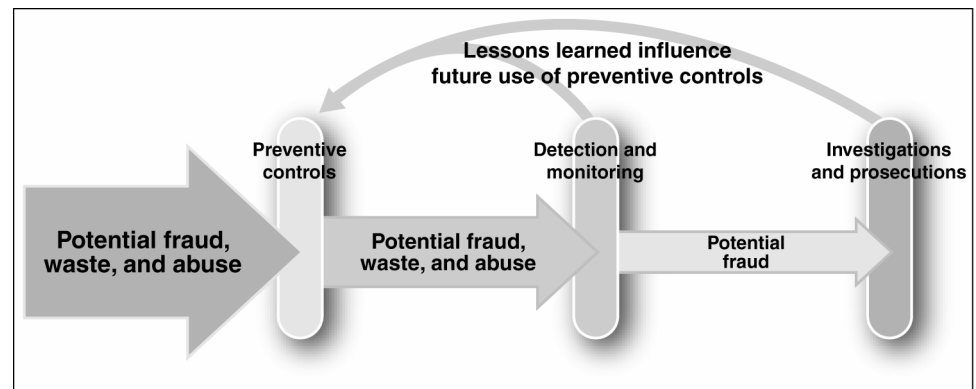 Lessons learned influence
future use of preventive controls
Preventive
controls
Detection and
monitoring
Investigations
and prosecutions
Potential fraud,
waste, and abuse
Potential fraud,
waste, and abuse
Potential
fraud